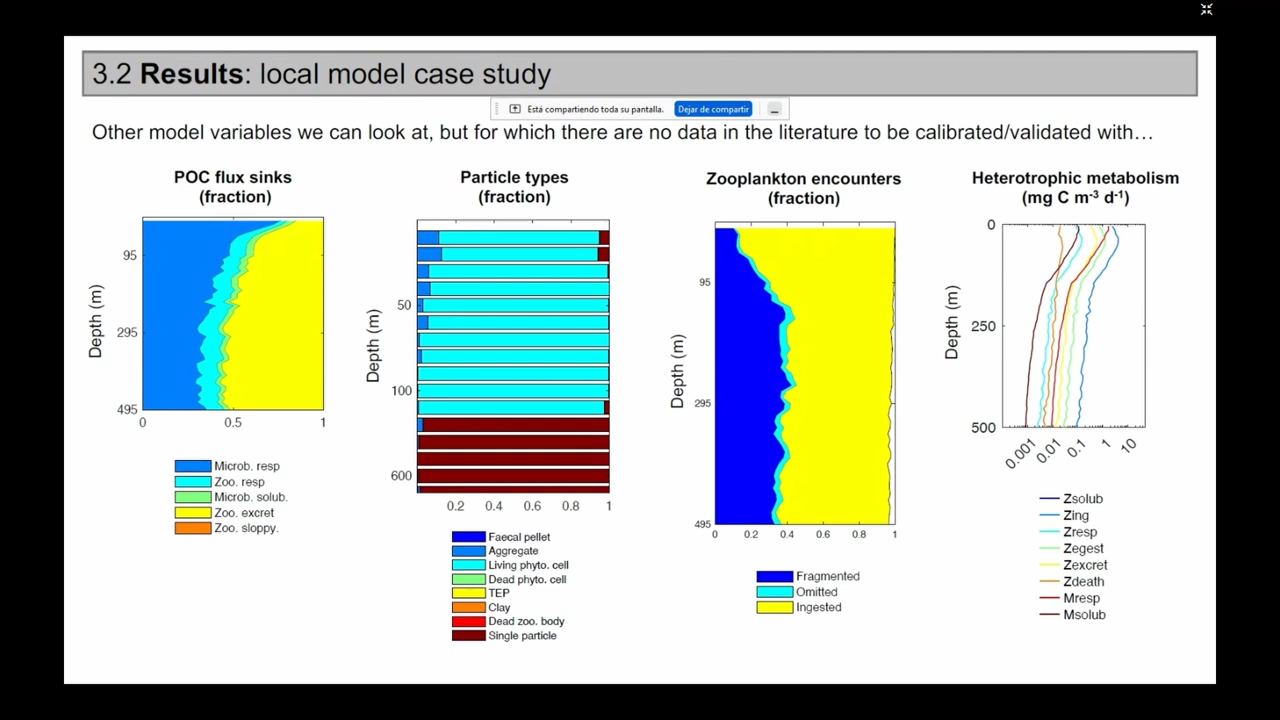 3.2 Results: local model case study
Está compartiendo toda su pantalla.
Dejar de compartir
Other model variables we can look at, but for which there are no data in the literature to be calibrated/validated with…
POC flux sinks
(fraction)
Depth (m)
95
295
495
0
0.5
1
Microb. resp
Zoo. resp
Microb. solub.
Zoo. excret
Zoo. sloppy.
Particle types
(fraction)
Depth (m)
50
100
600
0.2
0.4
0.6
0.8
1
Faecal pellet
Aggregate
Living phyto. cell
Dead phyto. cell
TEP
Clay
Dead zoo. body
Single particle
Zooplankton encounters
(fraction)
Depth (m)
95
295
495
0
0.2
0.4
0.6
0.8
1
Fragmented
Omitted
Ingested
Heterotrophic metabolism
(mg C m⁻³ d⁻¹)
Depth (m)
0
250
500
0.001
0.01
0.1
1
10
Zsolub
Zing
Zresp
Zegest
Zexcret
Zdeath
Mresp
Msolub